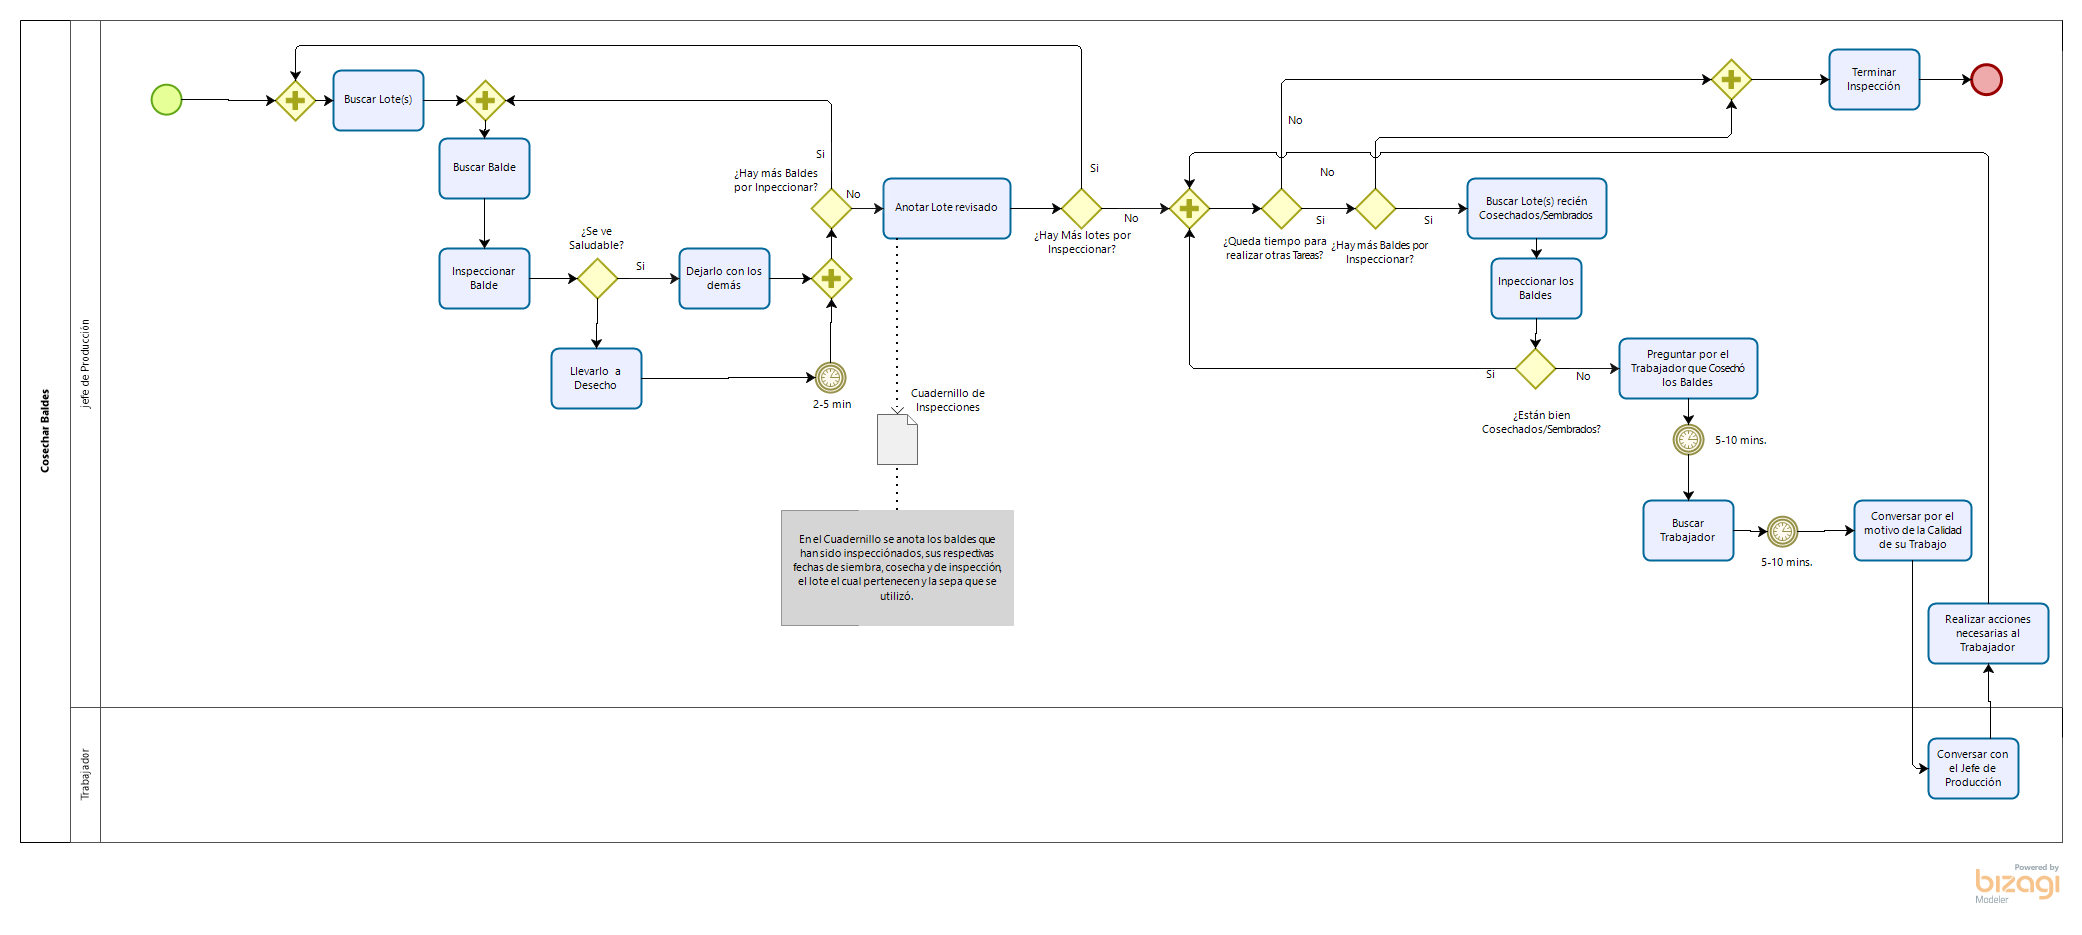 Cosechar Baldes
jefe de Producción
Trabajador
Buscar Lote(s)
Buscar Balde
Inspeccionar
Balde
¿Se ve
Saludable?
Si
Dejarlo con los
demás
Llevarlo a
Desecho
2-5 min
¿Hay más Baldes
por Inpeccionar?
Si
No
Anotar Lote revisado
Cuadernillo de
Inspecciones
En el Cuadernillo se anota los baldes que
han sido inspecciónados, sus respectivas
fechas de siembra, cosecha y de inspección,
el lote el cual pertenecen y la sepa que se
utilizó.
Si
No
¿Hay Más lotes por
Inspeccionar?
No
¿Queda tiempo para
realizar otras Tareas?
Si
No
¿Hay más Baldes por
Inspeccionar?
Si
Terminar
Inspección
Buscar Lote(s) recién
Cosechados/Sembrados
Inpeccionar los
Baldes
Si
No
¿Están bien
Cosechados/Sembrados?
Preguntar por el
Trabajador que Cosechó
los Baldes
5-10 mins.
Buscar
Trabajador
5-10 mins.
Conversar por el
motivo de la Calidad
de su Trabajo
Realizar acciones
necesarias al
Trabajador
Conversar con
el Jefe de
Producción
Powered by
bizagi
Modeler